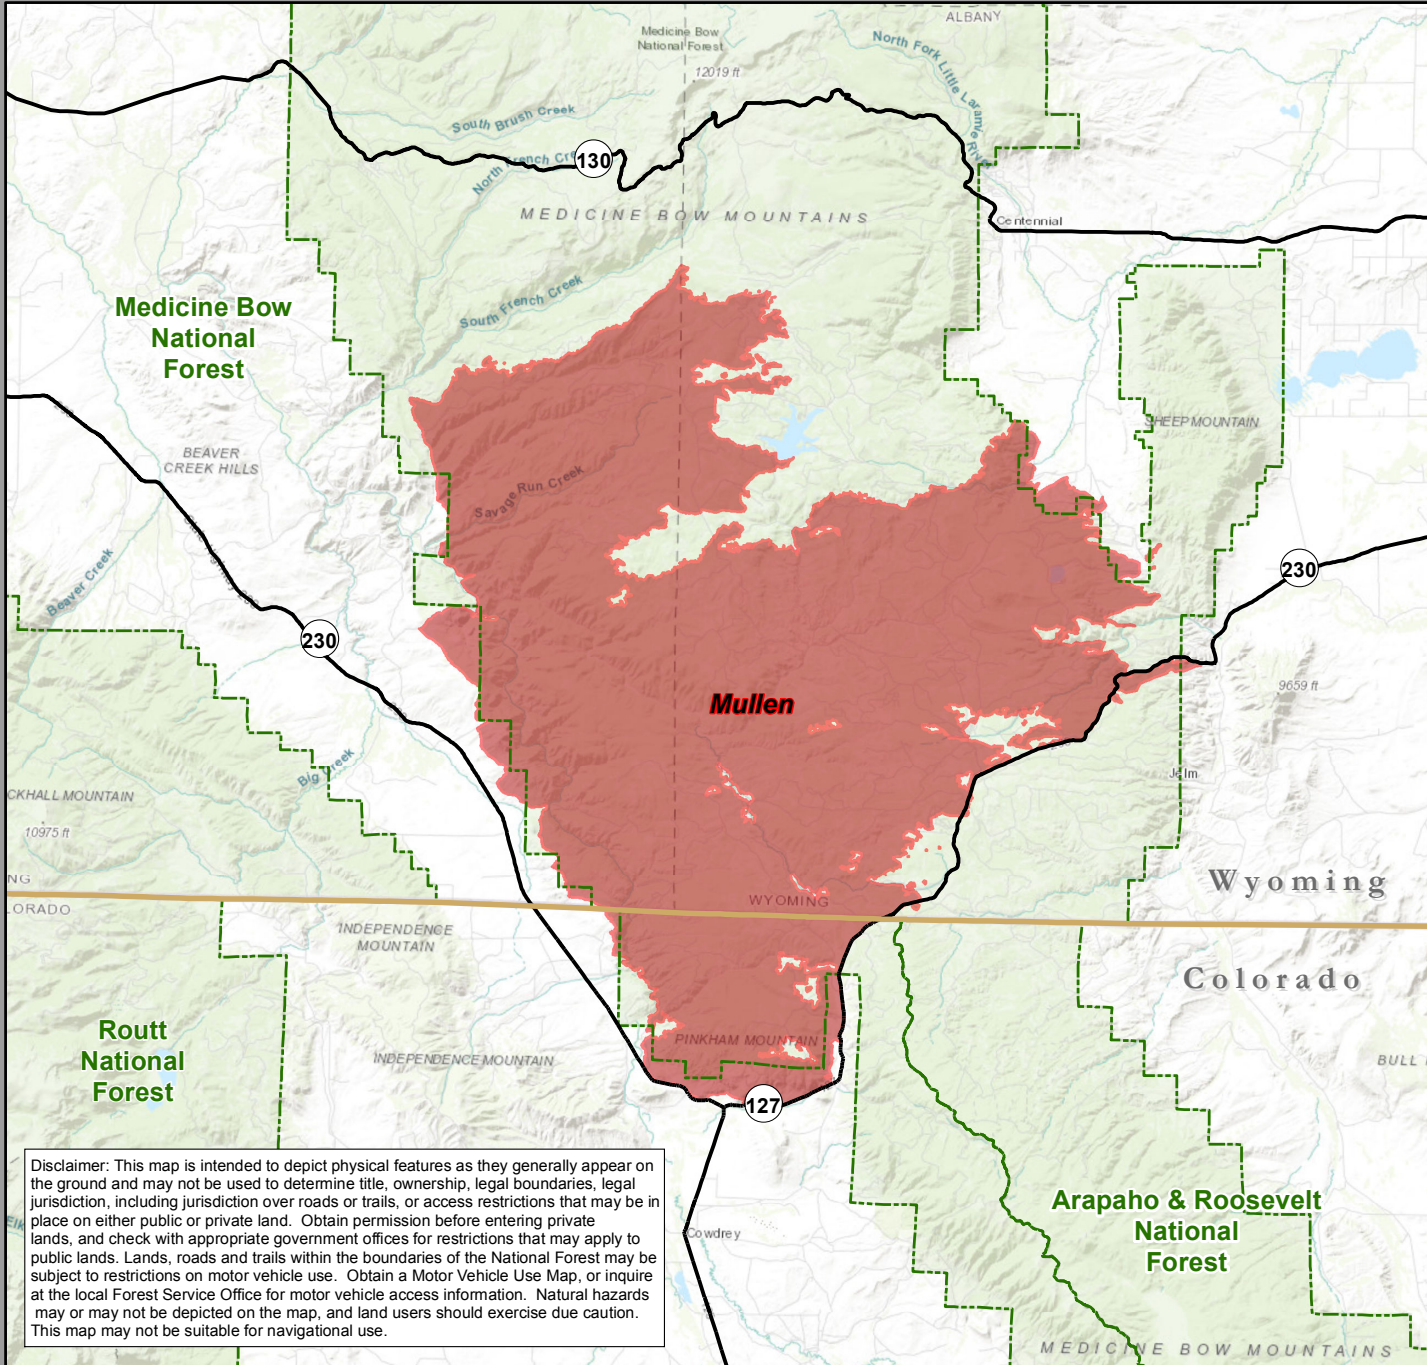 ALBANY
Medicine Bow
National Forest
North Fork Little Laramie River
12019 ft
South Brush Creek
130
North French Cre
MEDICINE BOW MOUNTAINS
Centennial
South French Creek
Medicine Bow
National
Forest
SHEEP MOUNTAIN
BEAVER
CREEK HILLS
Savage Run Creek
Beaver Creek
230
230
9659 ft
Mullen
Big Creek
Jelm
CKHALL MOUNTAIN
10975 ft
NG
LORADO
WYOMING
Wyoming
INDEPENDENCE
MOUNTAIN
Colorado
Routt
National
Forest
INDEPENDENCE MOUNTAIN
PINKHAM MOUNTAIN
BULL
127
Disclaimer: This map is intended to depict physical features as they generally appear on
the ground and may not be used to determine title, ownership, legal boundaries, legal
jurisdiction, including jurisdiction over roads or trails, or access restrictions that may be in
place on either public or private land. Obtain permission before entering private
lands, and check with appropriate government offices for restrictions that may apply to
public lands. Lands, roads and trails within the boundaries of the National Forest may be
subject to restrictions on motor vehicle use. Obtain a Motor Vehicle Use Map, or inquire
at the local Forest Service Office for motor vehicle access information. Natural hazards
may or may not be depicted on the map, and land users should exercise due caution.
This map may not be suitable for navigational use.
Arapaho & Roosevelt
National
Forest
Cowdrey
MEDICINE BOW MOUNTAINS